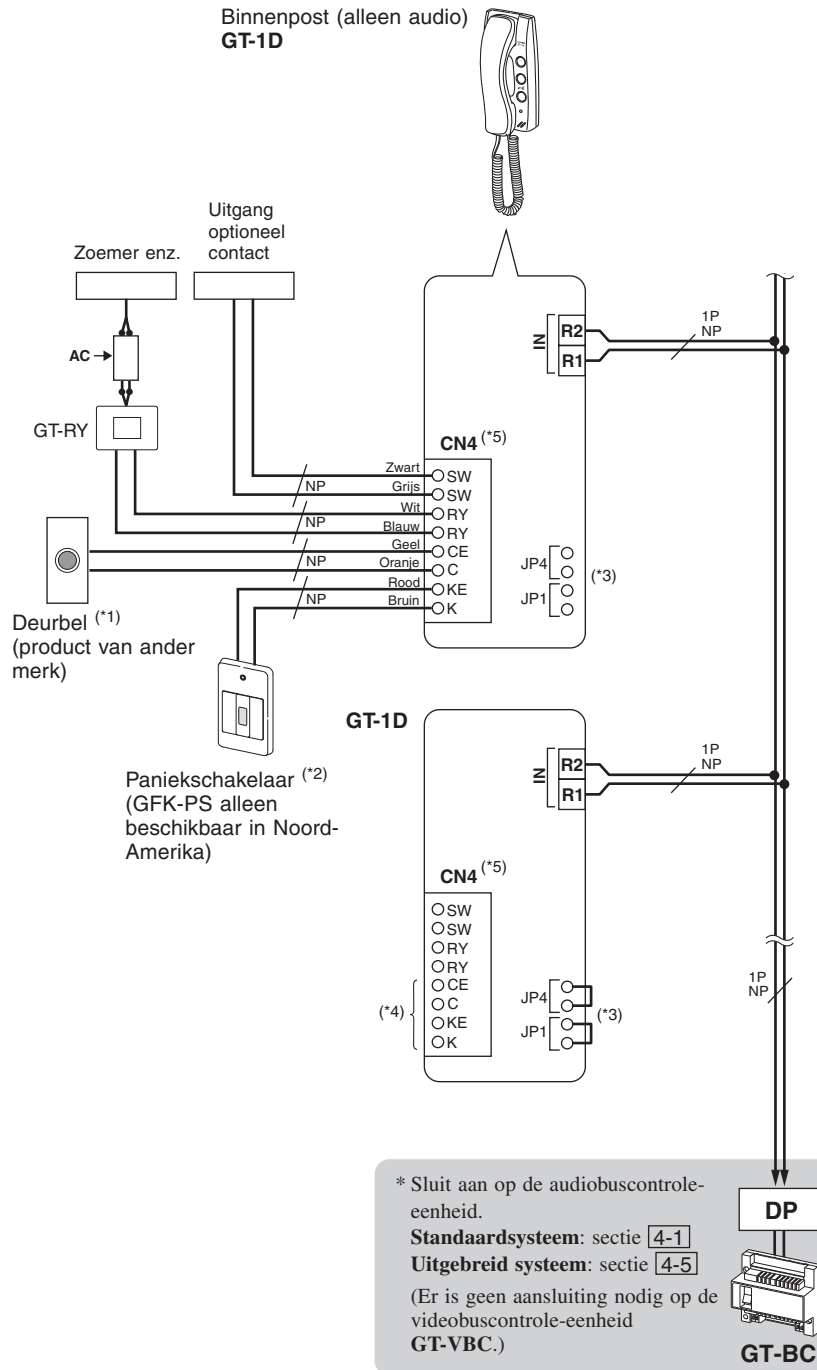 Binnenpost (alleen audio)
GT-1D
Uitgang
optioneel
contact
Zoemer enz.
AC
GT-RY
IN
R2
R1
1P
NP
CN4 (*5)
Zwart
SW
NP
Grijs
SW
Wit
RY
NP
Blauw
RY
Geel
CE
NP
Oranje
C
Rood
KE
NP
Bruin
K
JP4
JP1
(*3)
Deurbel (*1)
(product van ander
merk)
Paniekschakelaar (*2)
(GFK-PS alleen
beschikbaar in Noord-
Amerika)
GT-1D
IN
R2
R1
1P
NP
CN4 (*5)
SW
SW
RY
RY
CE
C
KE
K
(*4)
JP4
JP1
(*3)
1P
NP
* Sluit aan op de audiobuscontrole-
eenheid.
Standaardsysteem: sectie 4-1
Uitgebreid systeem: sectie 4-5
(Er is geen aansluiting nodig op de
videobuscontrole-eenheid
GT-VBC.)
DP
GT-BC